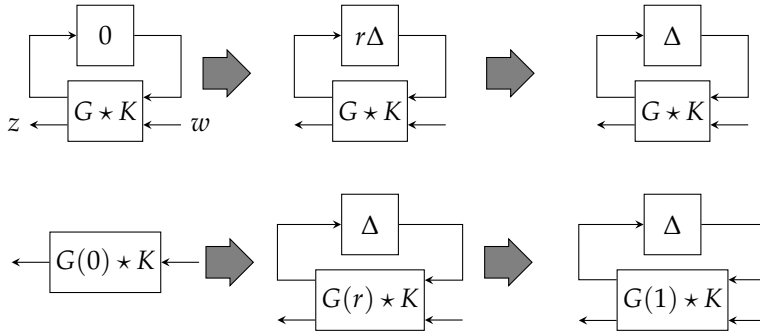 0 rΔ Δ
G ⋆ K G ⋆ K G ⋆ K
z w
Δ Δ
G(0) ⋆ K G(r) ⋆ K G(1) ⋆ K